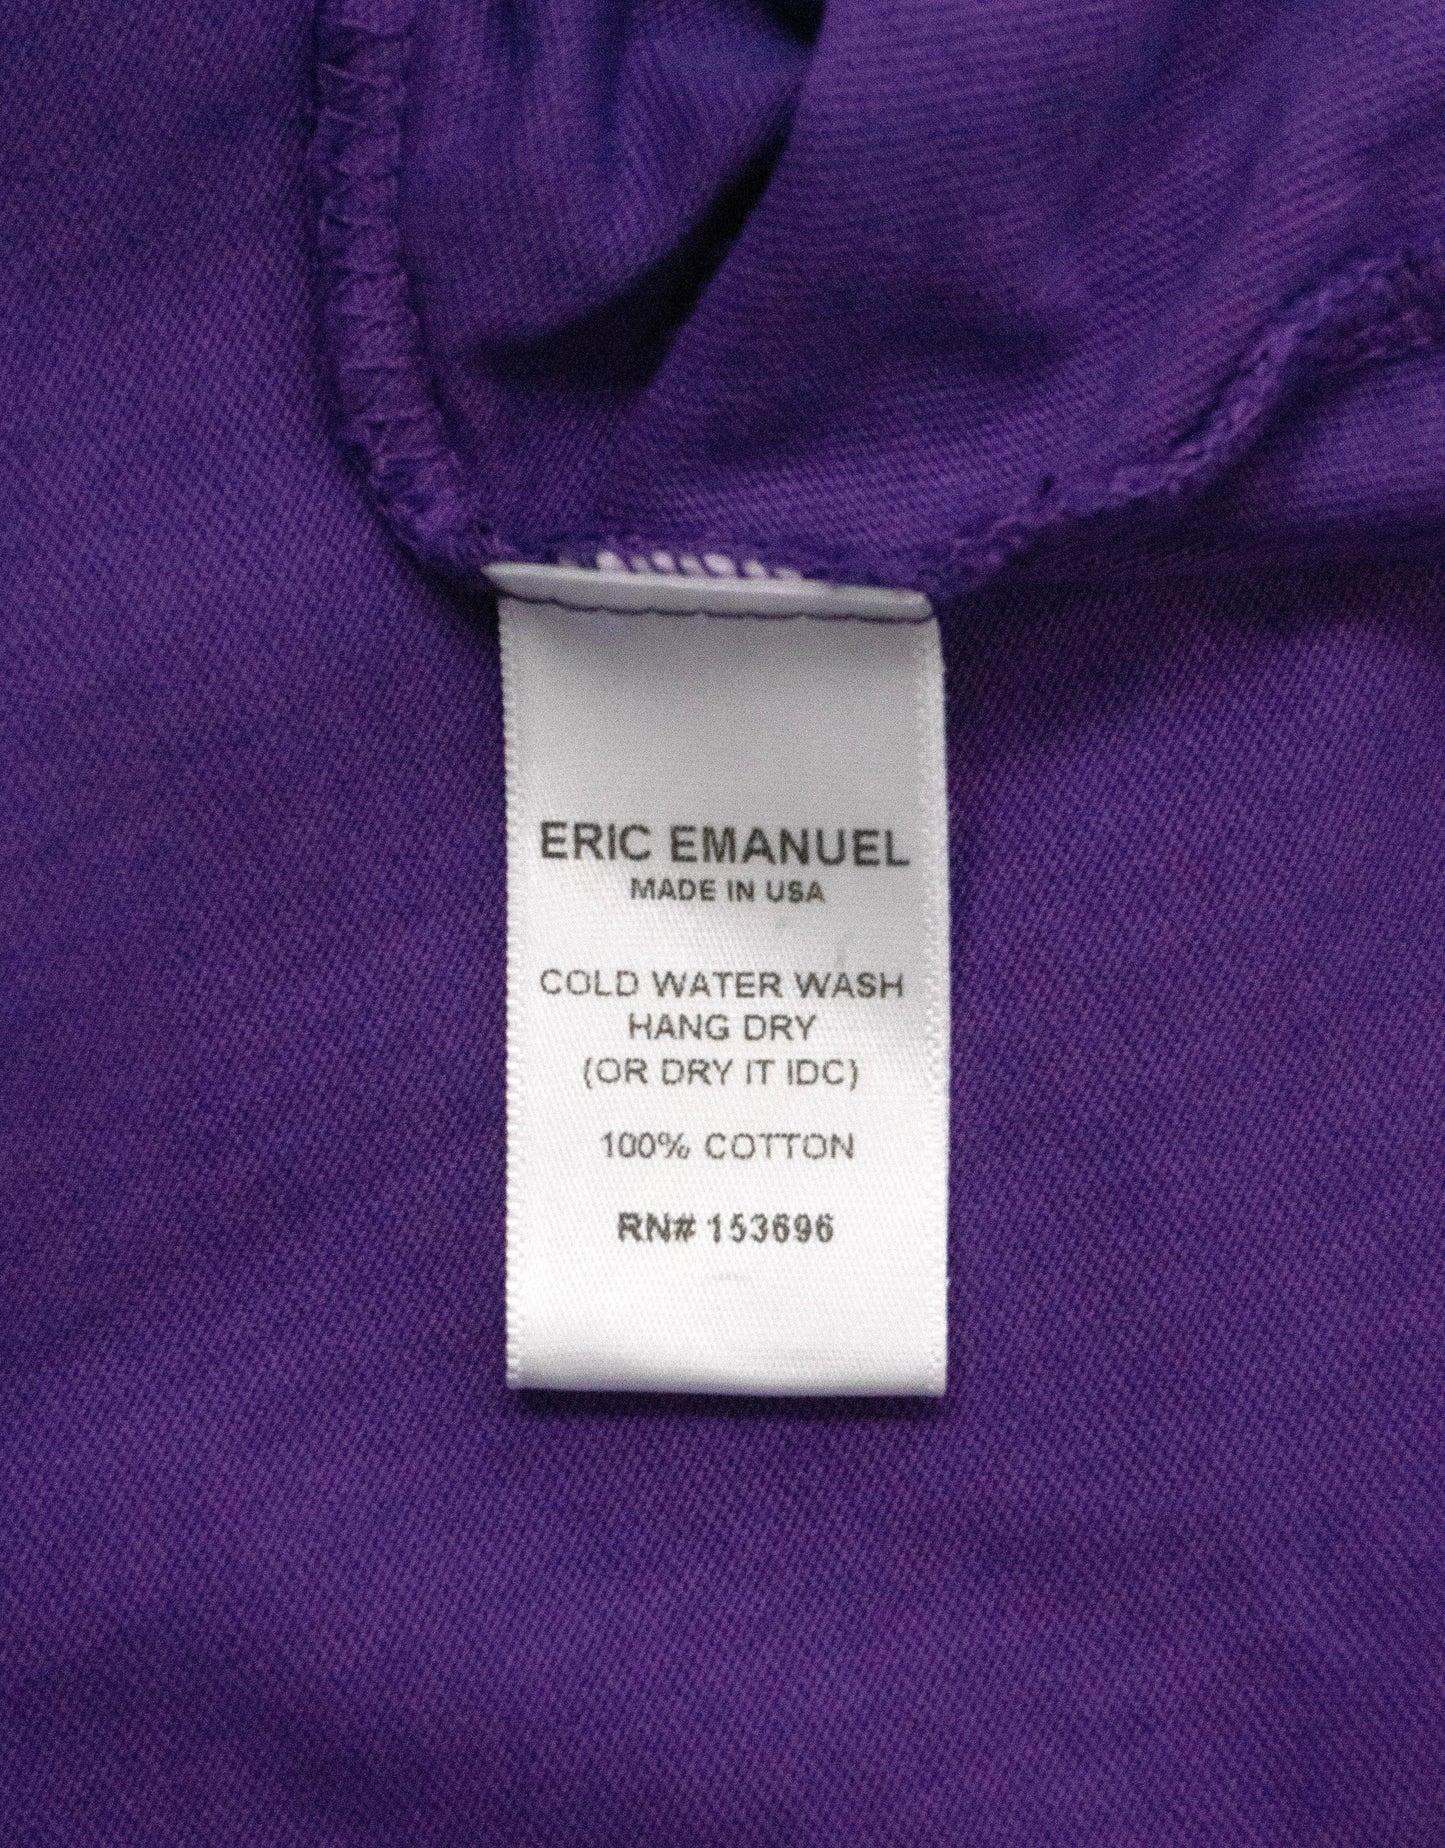 ERIC EMANUEL
MADE IN USA
COLD WATER WASH
HANG DRY
(OR DRY IT IDC)
100% COTTON
RN# 153696